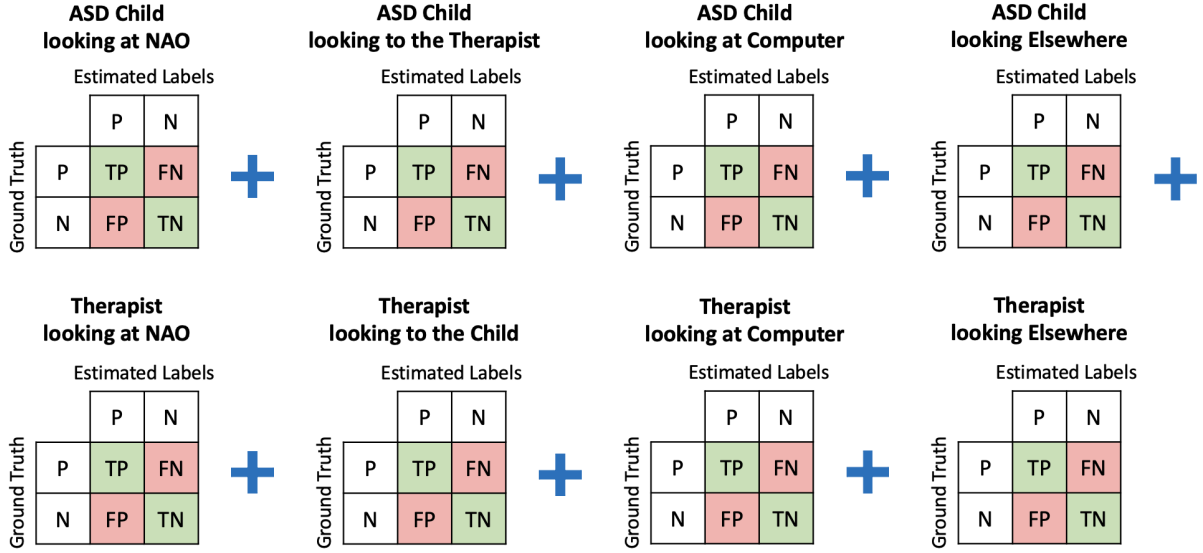 ASD Child
looking at NAO
Estimated Labels
P N
Ground Truth
P TP FN
N FP TN
ASD Child
looking to the Therapist
Estimated Labels
P N
Ground Truth
P TP FN
N FP TN
ASD Child
looking at Computer
Estimated Labels
P N
Ground Truth
P TP FN
N FP TN
ASD Child
looking Elsewhere
Estimated Labels
P N
Ground Truth
P TP FN
N FP TN
Therapist
looking at NAO
Estimated Labels
P N
Ground Truth
P TP FN
N FP TN
Therapist
looking to the Child
Estimated Labels
P N
Ground Truth
P TP FN
N FP TN
Therapist
looking at Computer
Estimated Labels
P N
Ground Truth
P TP FN
N FP TN
Therapist
looking Elsewhere
Estimated Labels
P N
Ground Truth
P TP FN
N FP TN